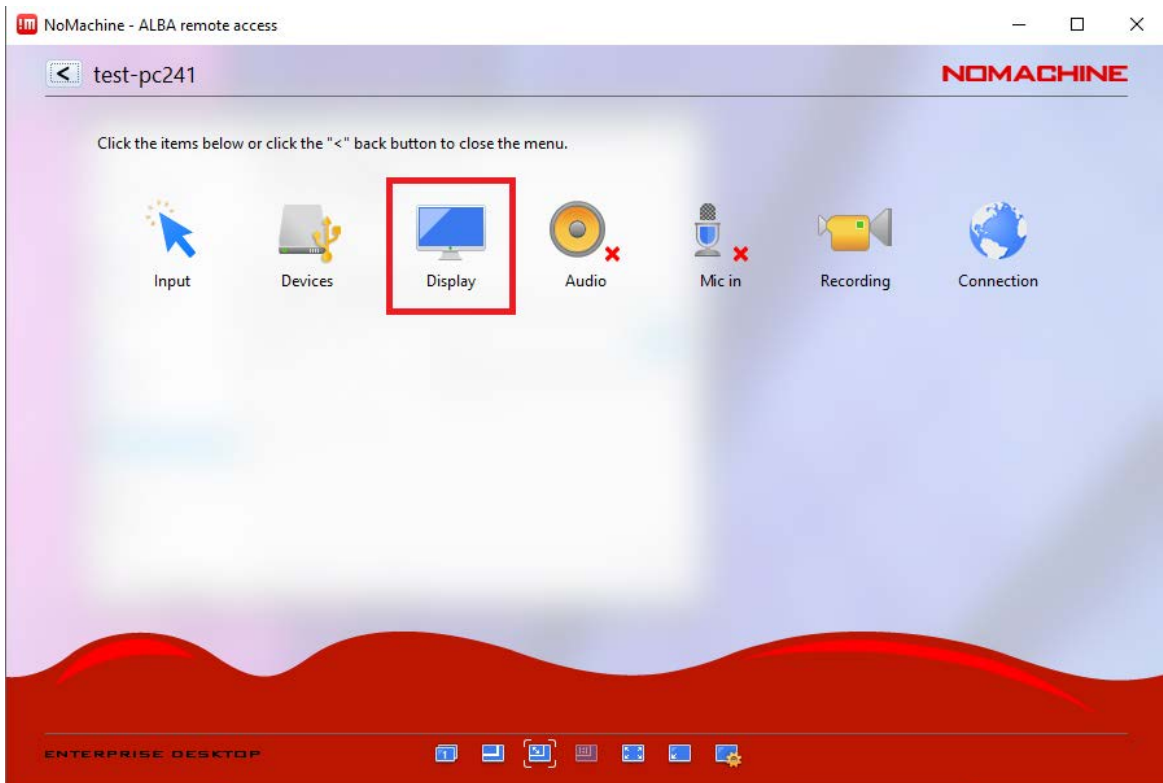 NoMachine - ALBA remote access
< test-pc241
NOMACHINE
Click the items below or click the "<" back button to close the menu.
Input Devices Display Audio Mic in Recording Connection
ENTERPRISE DESKTOP
1